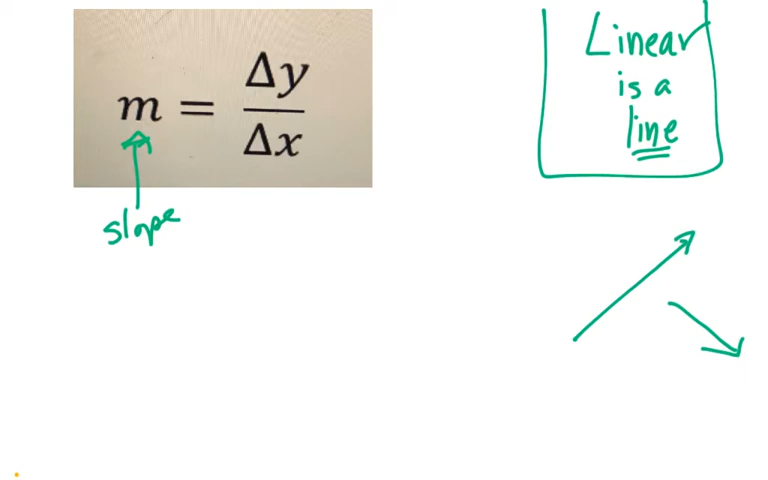 m = Δy / Δx
slope
Linear
is a
line